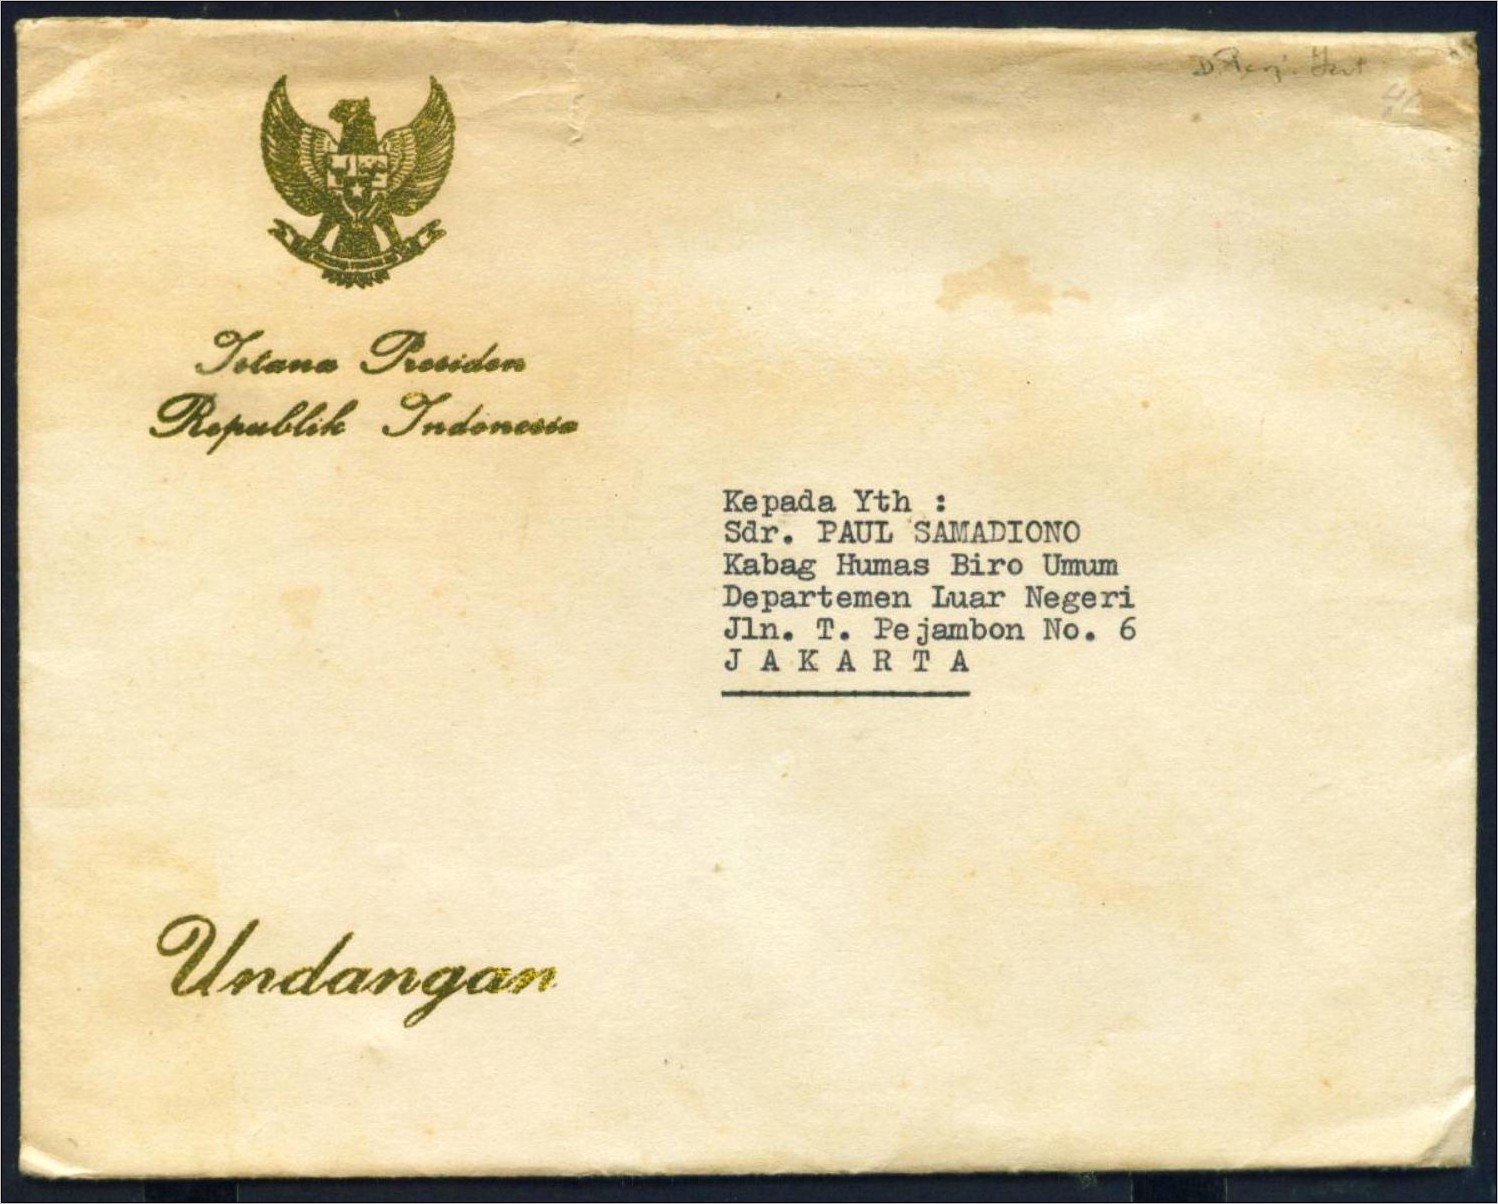 Istana Presiden
Republik Indonesia
Kepada Yth :
Sdr. PAUL SAMADIONO
Kabag Humas Biro Umum
Departemen Luar Negeri
Jln. T. Pejambon No. 6
J A K A R T A
Undangan